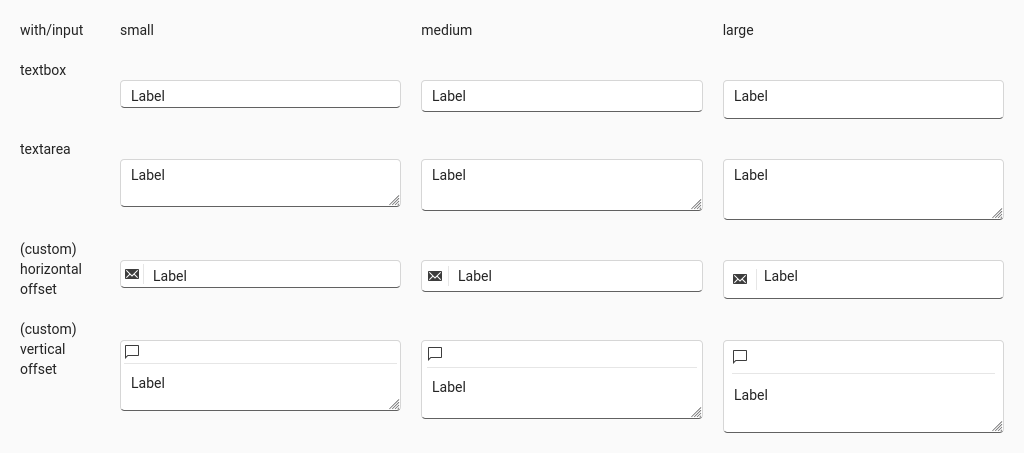 with/input small medium large
textbox
Label Label Label
textarea
Label Label Label
(custom)
horizontal
offset
Label Label Label
(custom)
vertical
offset
Label Label Label